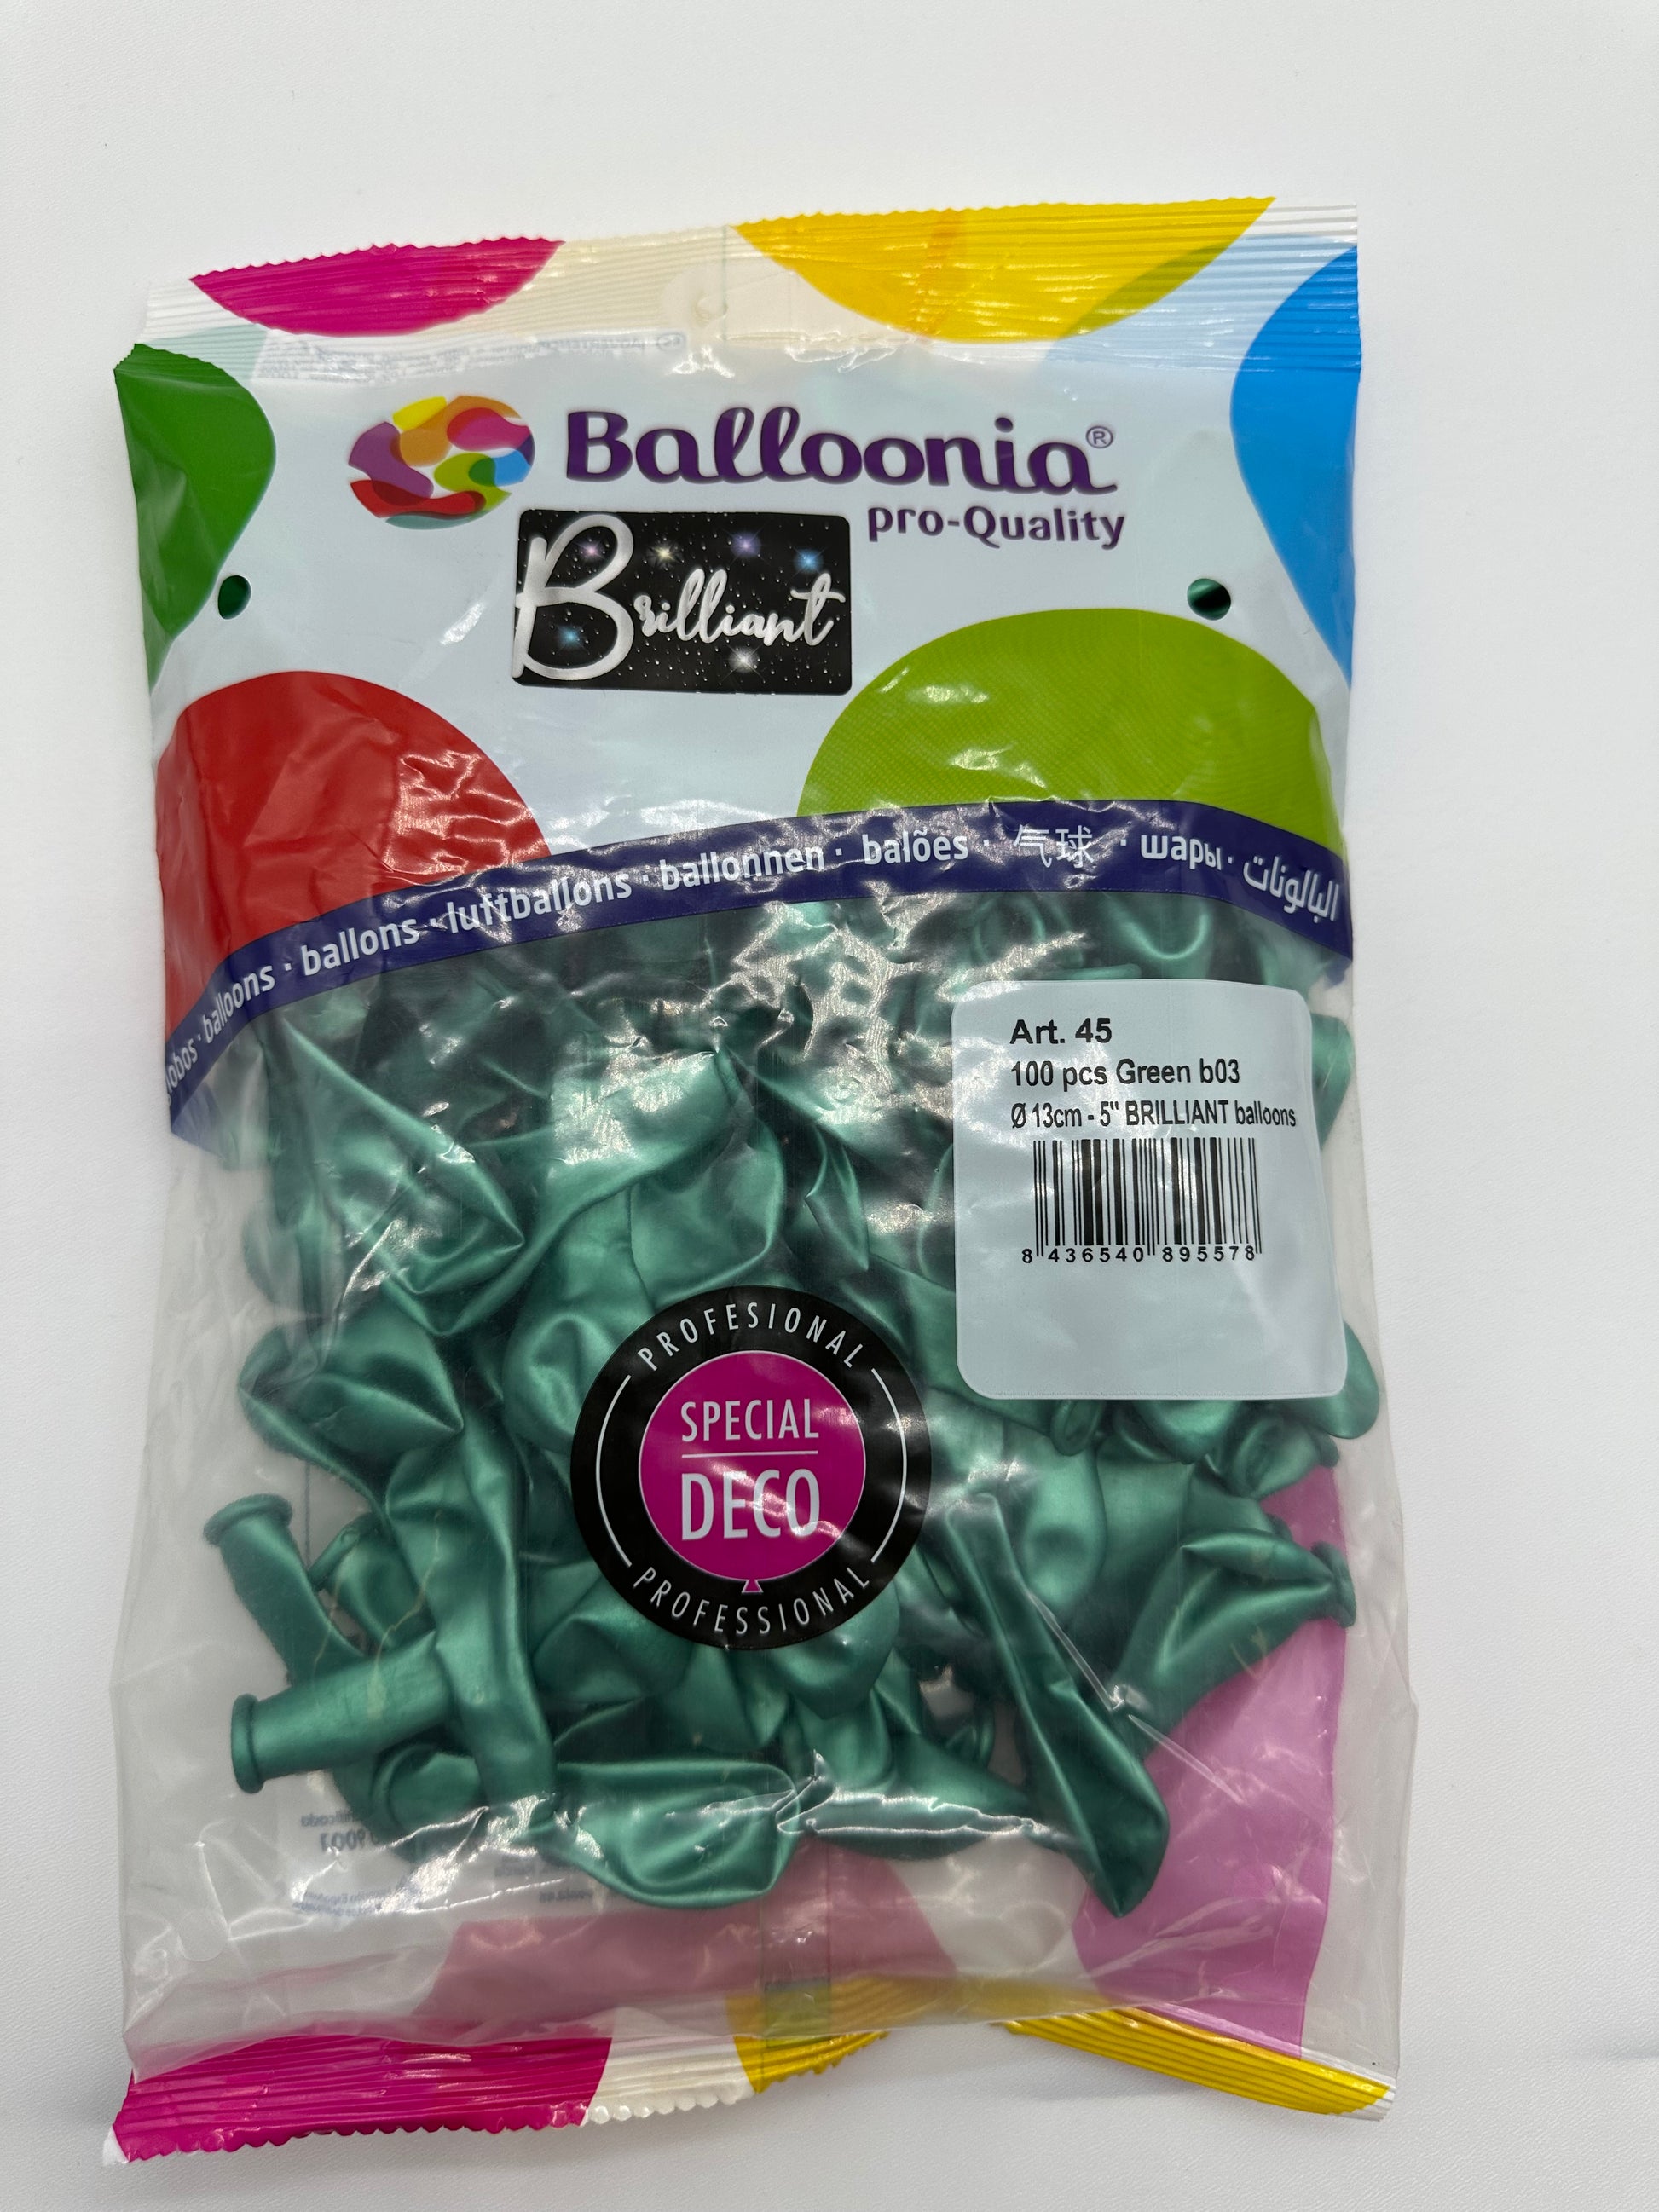 Balloonia®
pro-Quality
Brilliant
balloons · ballons · luftballons · ballonnen · balões · 气球 · шары · البالونات
Art. 45
100 pcs Green b03
Ø 13cm - 5" BRILLIANT balloons
8 436540 895578
PROFESIONAL
SPECIAL
DECO
PROFESSIONAL